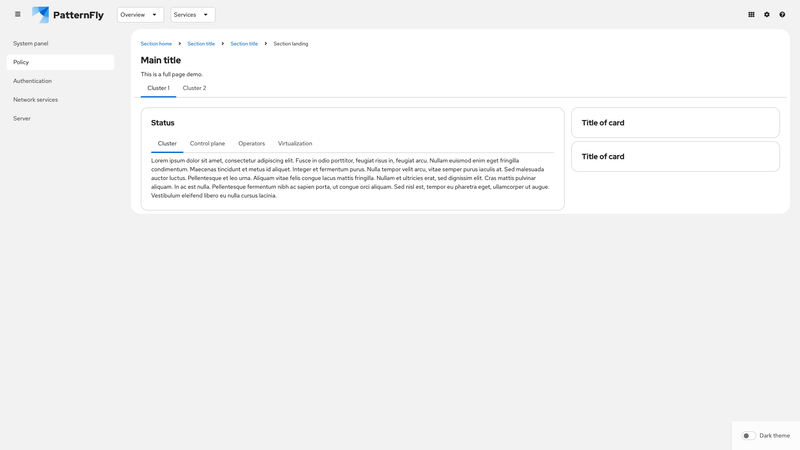 PatternFly
Overview
Services
System panel
Policy
Authentication
Network services
Server
Section home
Section title
Section title
Section landing
Main title
This is a full page demo.
Cluster 1
Cluster 2
Status
Cluster
Control plane
Operators
Virtualization
Lorem ipsum dolor sit amet, consectetur adipiscing elit. Fusce in odio porttitor, feugiat risus in, feugiat arcu. Nullam euismod enim eget fringilla
condimentum. Maecenas tincidunt et metus id aliquet. Integer et fermentum purus. Nulla tempor velit arcu, vitae semper purus iaculis at. Sed malesuada
auctor luctus. Pellentesque et leo urna. Aliquam vitae felis congue lacus mattis fringilla. Nullam et ultricies erat, sed dignissim elit. Cras mattis pulvinar
aliquam. In ac est nulla. Pellentesque fermentum nibh ac sapien porta, ut congue orci aliquam. Sed nisl est, tempor eu pharetra eget, ullamcorper ut augue.
Vestibulum eleifend libero eu nulla cursus lacinia.
Title of card
Title of card
Dark theme